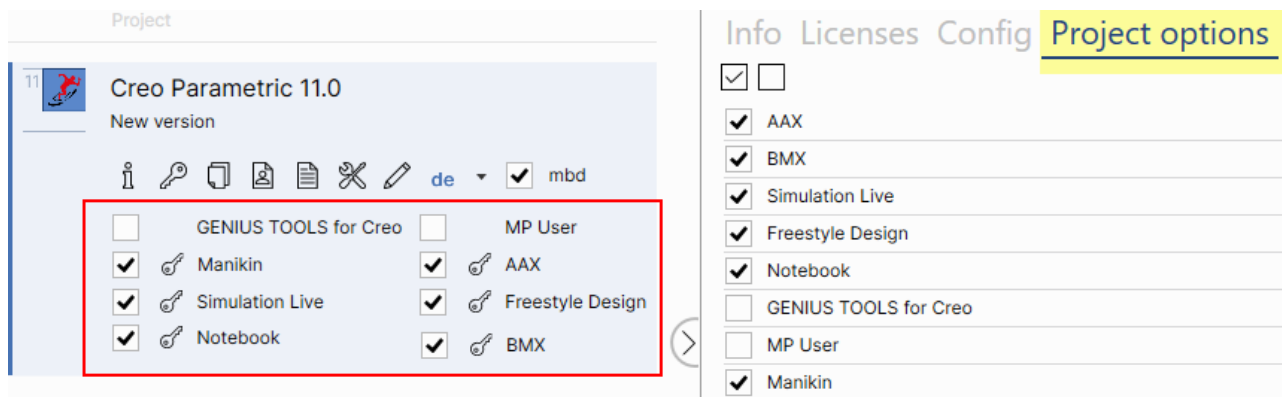 Project
11
Creo Parametric 11.0
New version
de mbd
GENIUS TOOLS for Creo MP User
Manikin AAX
Simulation Live Freestyle Design
Notebook BMX
Info Licenses Config Project options
AAX
BMX
Simulation Live
Freestyle Design
Notebook
GENIUS TOOLS for Creo
MP User
Manikin